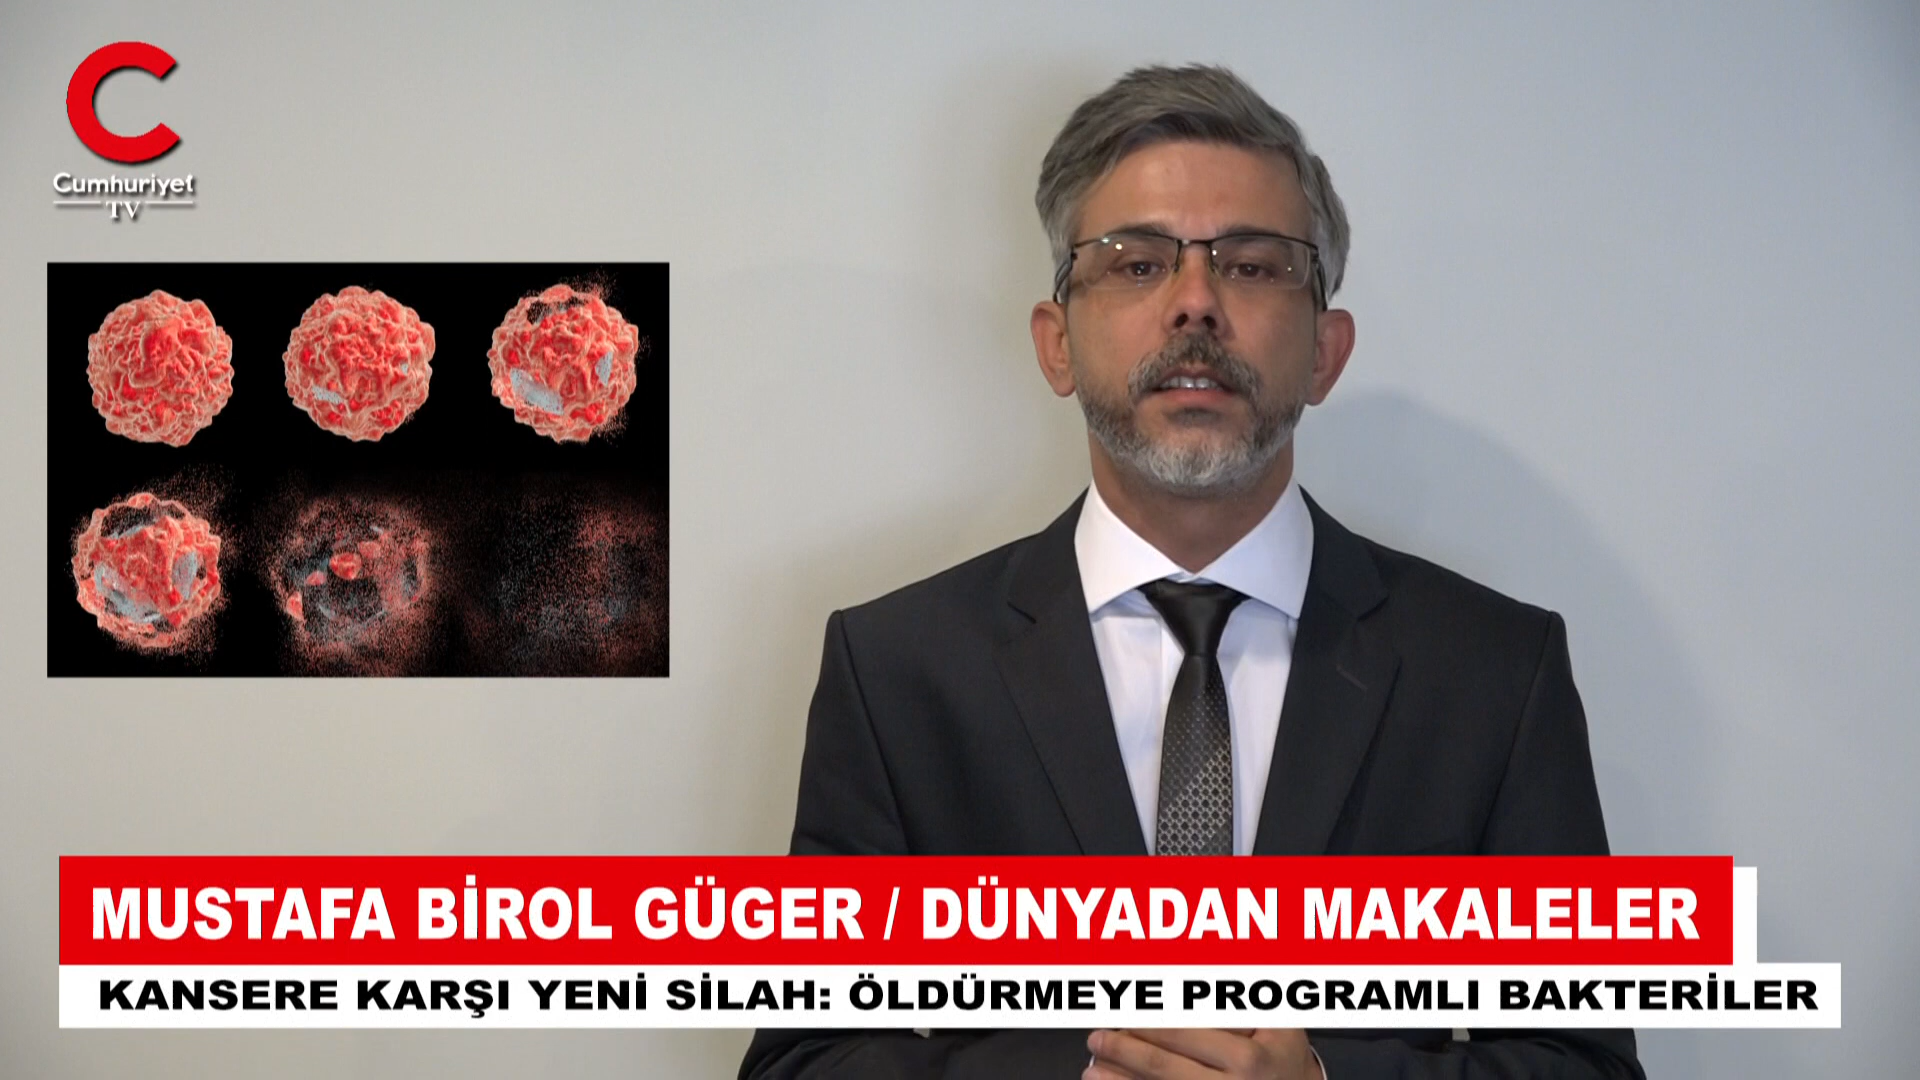 Cumhuriyet
TV
MUSTAFA BİROL GÜGER / DÜNYADAN MAKALELER
KANSERE KARŞI YENİ SİLAH: ÖLDÜRMEYE PROGRAMLI BAKTERİLER